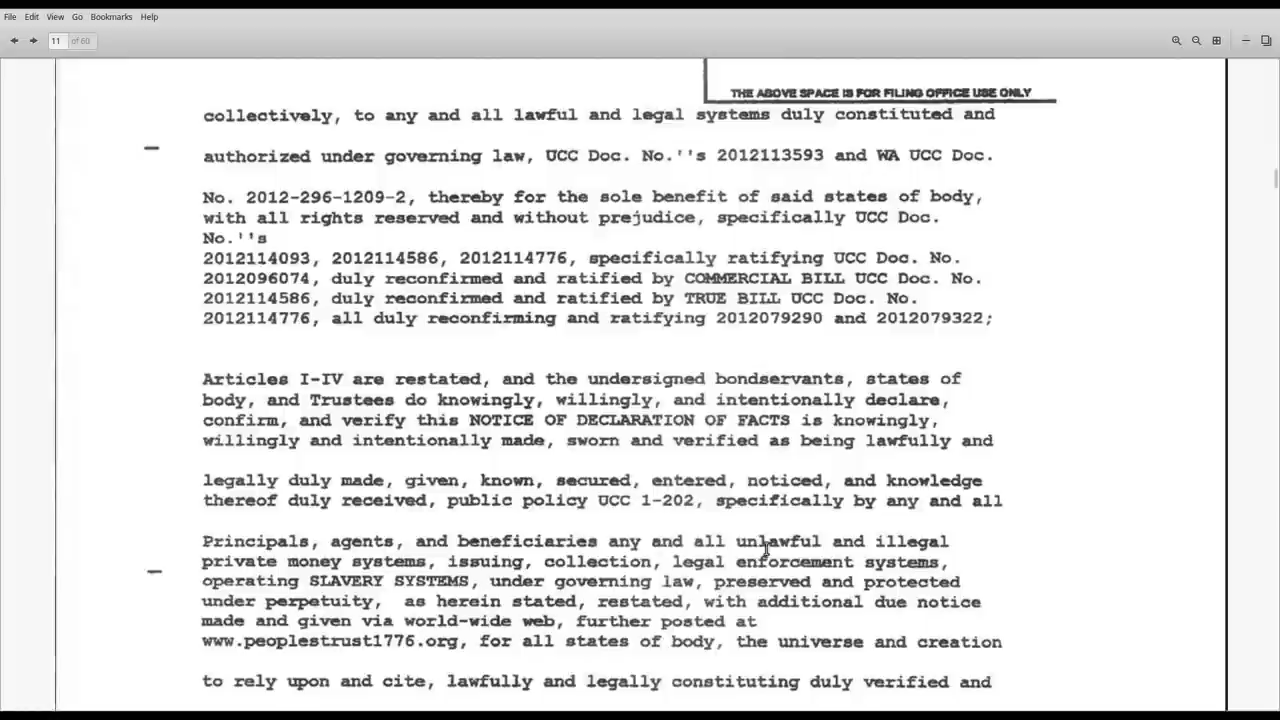 File Edit View Go Bookmarks Help
11 of 60
THE ABOVE SPACE IS FOR FILING OFFICE USE ONLY
collectively, to any and all lawful and legal systems duly constituted and
authorized under governing law, UCC Doc. No.''s 2012113593 and WA UCC Doc.
No. 2012-296-1209-2, thereby for the sole benefit of said states of body,
with all rights reserved and without prejudice, specifically UCC Doc.
No.''s
2012114093, 2012114586, 2012114776, specifically ratifying UCC Doc. No.
2012096074, duly reconfirmed and ratified by COMMERCIAL BILL UCC Doc. No.
2012114586, duly reconfirmed and ratified by TRUE BILL UCC Doc. No.
2012114776, all duly reconfirming and ratifying 2012079290 and 2012079322;
Articles I-IV are restated, and the undersigned bondservants, states of
body, and Trustees do knowingly, willingly, and intentionally declare,
confirm, and verify this NOTICE OF DECLARATION OF FACTS is knowingly,
willingly and intentionally made, sworn and verified as being lawfully and
legally duly made, given, known, secured, entered, noticed, and knowledge
thereof duly received, public policy UCC 1-202, specifically by any and all
Principals, agents, and beneficiaries any and all unlawful and illegal
private money systems, issuing, collection, legal enforcement systems,
operating SLAVERY SYSTEMS, under governing law, preserved and protected
under perpetuity, as herein stated, restated, with additional due notice
made and given via world-wide web, further posted at
www.peoplestrust1776.org, for all states of body, the universe and creation
to rely upon and cite, lawfully and legally constituting duly verified and